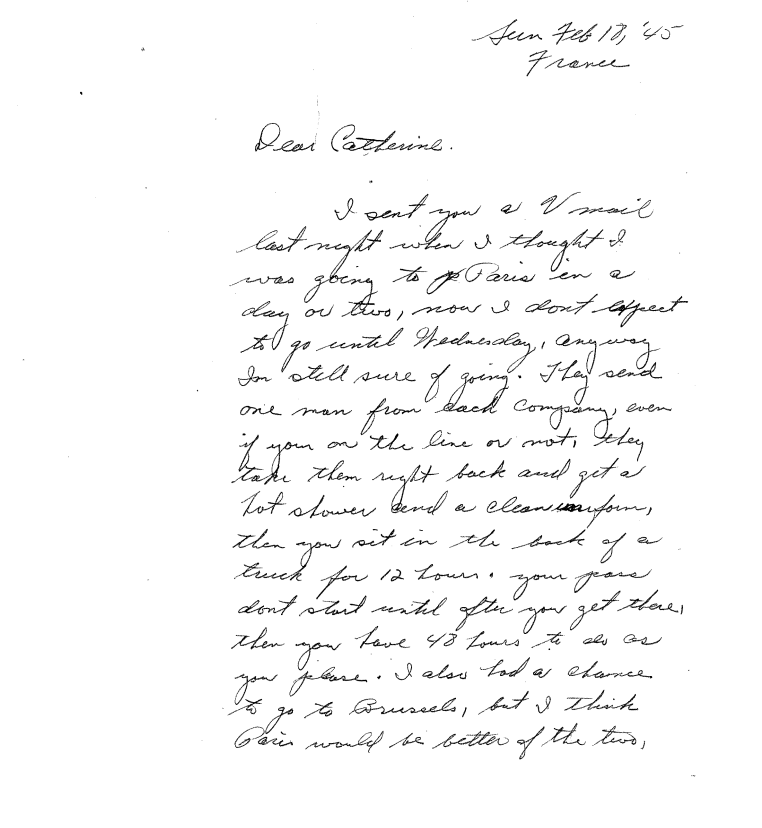 Sun Feb 18, '45
France
Dear Catherine.
I sent you a V mail
last night when I thought I
was going to Paris in a
day or two, now I dont expect
to go until Wednesday, anyway
Im still sure of going. They send
one man from each company, even
if your on the line or not, they
take them right back and get a
hot shower and a clean uniform,
then you sit in the back of a
truck for 12 hours. your pass
dont start until after you get there,
then you have 48 hours to do as
you please. I also had a chance
to go to Brussels, but I think
Paris would be better of the two,